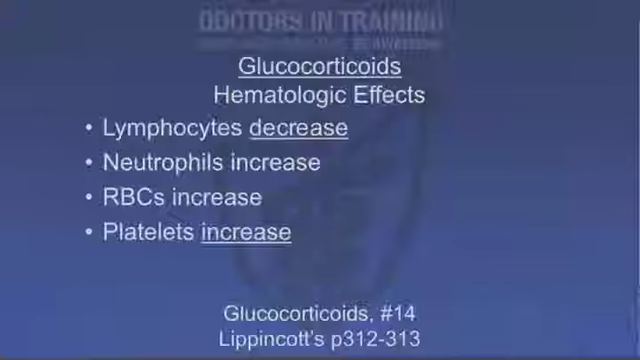 DOCTORS IN TRAINING
Glucocorticoids
Hematologic Effects
• Lymphocytes decrease
• Neutrophils increase
• RBCs increase
• Platelets increase
Glucocorticoids, #14
Lippincott's p312-313